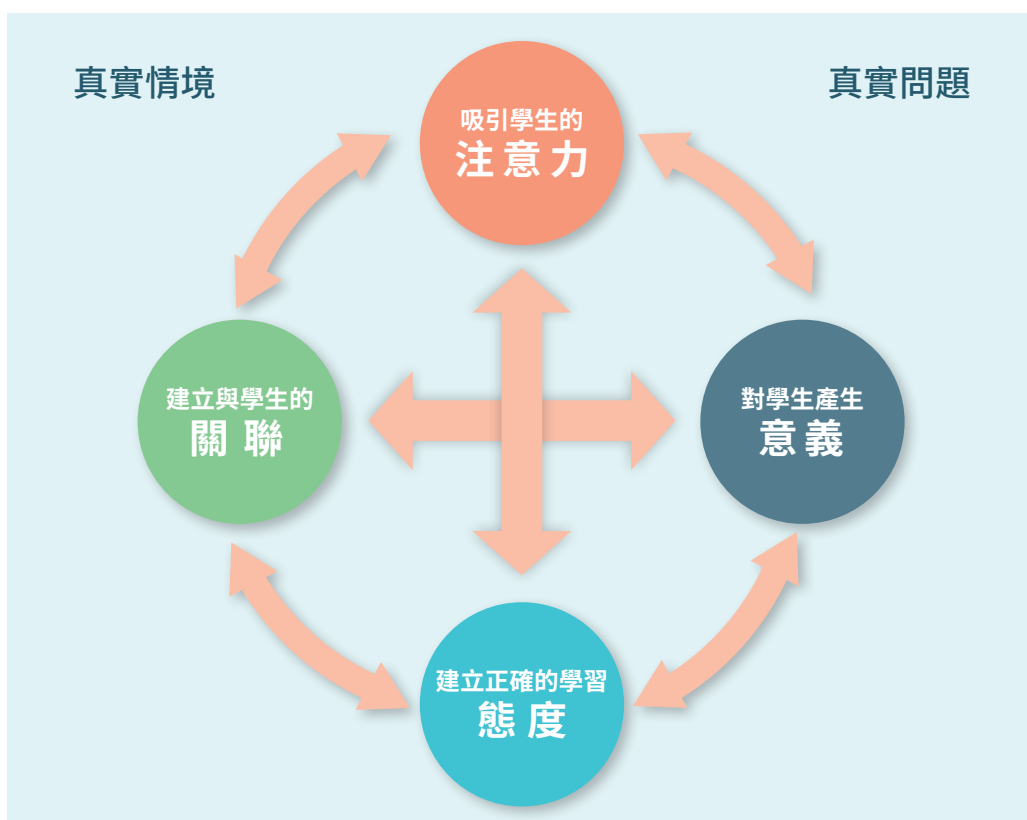 真實情境
真實問題
吸引學生的
注意力
建立與學生的
關聯
對學生產生
意義
建立正確的學習
態度